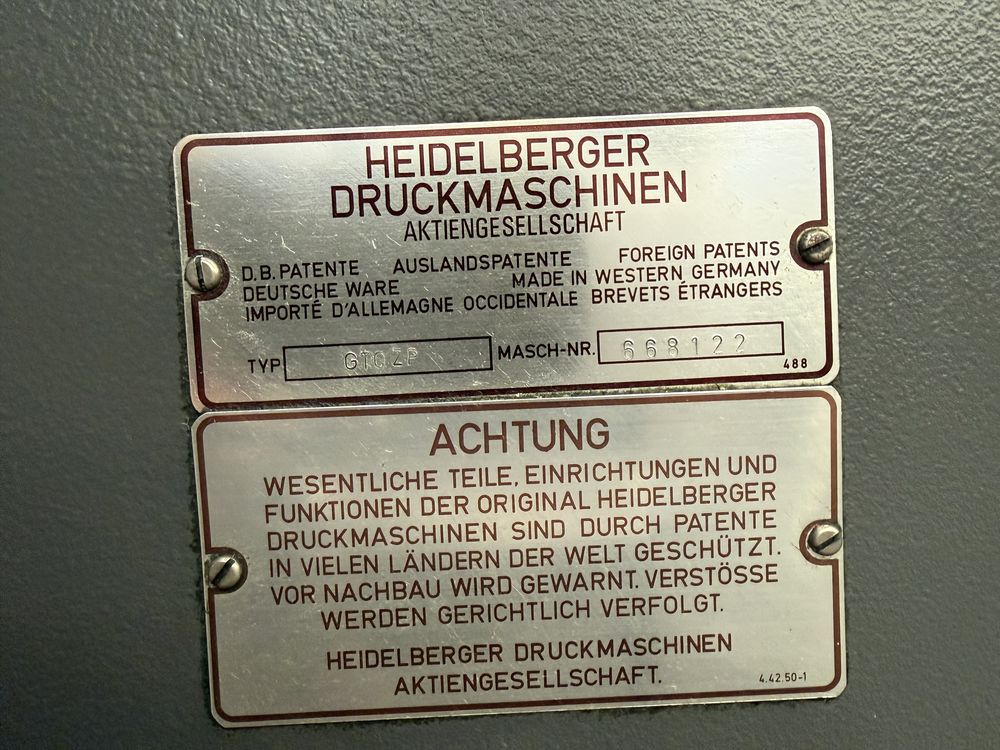 HEIDELBERGER
DRUCKMASCHINEN
AKTIENGESELLSCHAFT
D.B. PATENTE AUSLANDSPATENTE FOREIGN PATENTS
DEUTSCHE WARE MADE IN WESTERN GERMANY
IMPORTÉ D'ALLEMAGNE OCCIDENTALE BREVETS ÉTRANGERS
TYP GTOZP MASCH-NR. 668122
488
ACHTUNG
WESENTLICHE TEILE, EINRICHTUNGEN UND
FUNKTIONEN DER ORIGINAL HEIDELBERGER
DRUCKMASCHINEN SIND DURCH PATENTE
IN VIELEN LÄNDERN DER WELT GESCHÜTZT.
VOR NACHBAU WIRD GEWARNT. VERSTÖSSE
WERDEN GERICHTLICH VERFOLGT.
HEIDELBERGER DRUCKMASCHINEN
AKTIENGESELLSCHAFT.
4.42.50-1